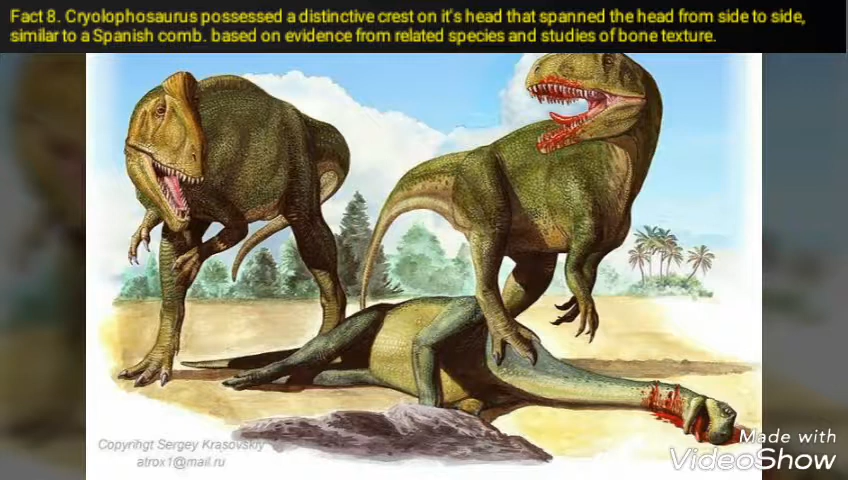 Fact 8. Cryolophosaurus possessed a distinctive crest on it's head that spanned the head from side to side,
similar to a Spanish comb. based on evidence from related species and studies of bone texture.
Copyrihgt Sergey Krasovskiy
atrox1@mail.ru
Made with
VideoShow